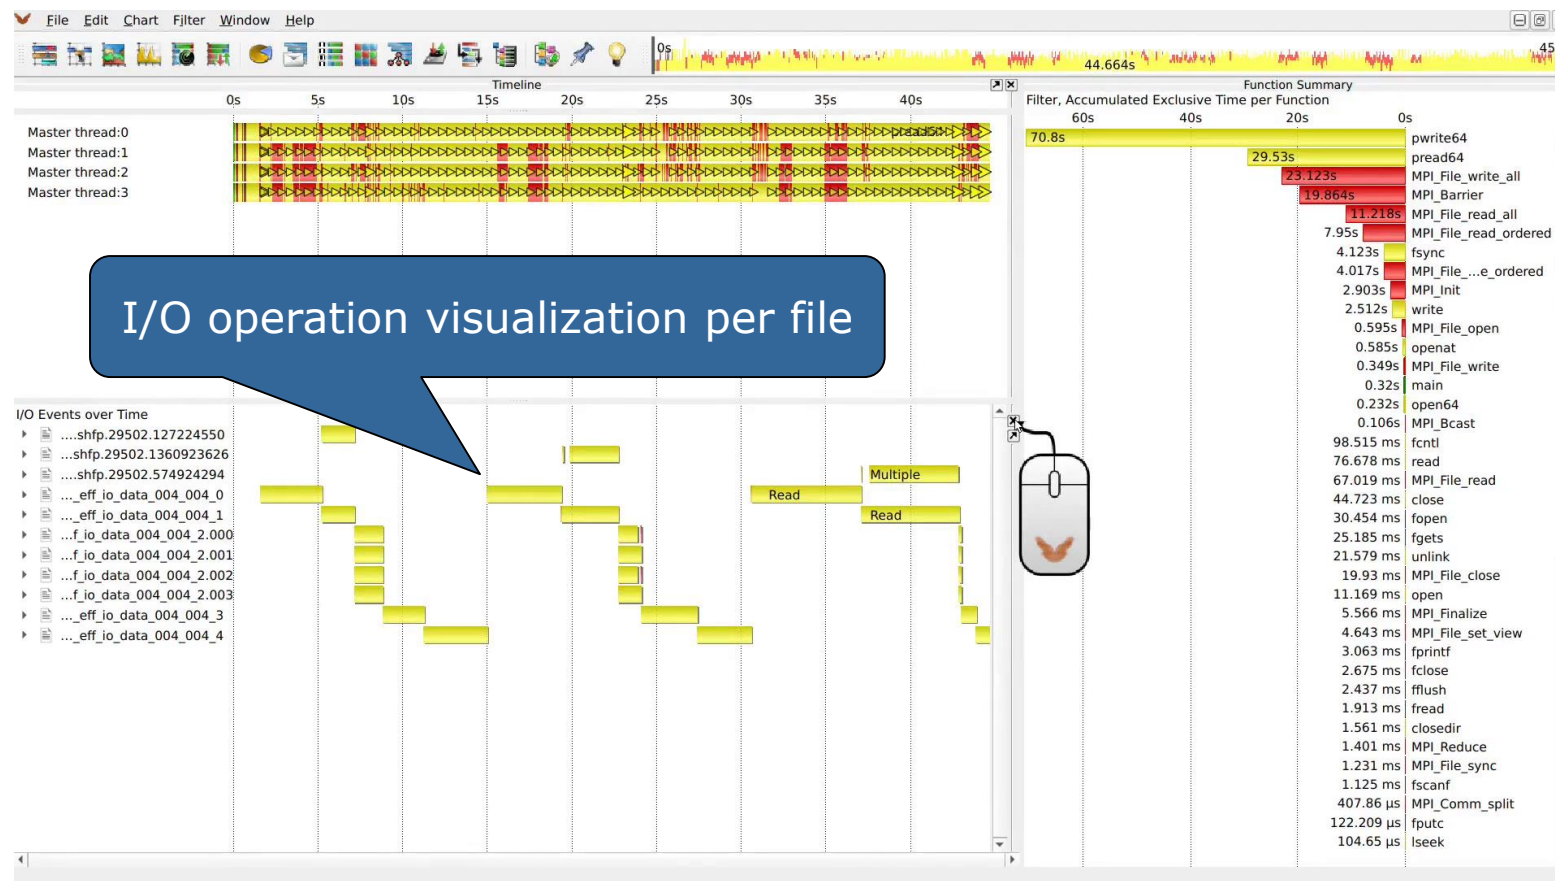 File Edit Chart Filter Window Help
0s 44.664s 45
Timeline
0s 5s 10s 15s 20s 25s 30s 35s 40s
Master thread:0
Master thread:1
Master thread:2
Master thread:3
I/O operation visualization per file
I/O Events over Time
....shfp.29502.127224550
...shfp.29502.1360923626
....shfp.29502.574924294 Multiple
..._eff_io_data_004_004_0 Read
..._eff_io_data_004_004_1 Read
...f_io_data_004_004_2.000
...f_io_data_004_004_2.001
...f_io_data_004_004_2.002
...f_io_data_004_004_2.003
..._eff_io_data_004_004_3
..._eff_io_data_004_004_4
Function Summary
Filter, Accumulated Exclusive Time per Function
60s 40s 20s 0s
70.8s pwrite64
29.53s pread64
23.123s MPI_File_write_all
19.864s MPI_Barrier
11.218s MPI_File_read_all
7.95s MPI_File_read_ordered
4.123s fsync
4.017s MPI_File_...e_ordered
2.903s MPI_Init
2.512s write
0.595s MPI_File_open
0.585s openat
0.349s MPI_File_write
0.32s main
0.232s open64
0.106s MPI_Bcast
98.515 ms fcntl
76.678 ms read
67.019 ms MPI_File_read
44.723 ms close
30.454 ms fopen
25.185 ms fgets
21.579 ms unlink
19.93 ms MPI_File_close
11.169 ms open
5.566 ms MPI_Finalize
4.643 ms MPI_File_set_view
3.063 ms fprintf
2.675 ms fclose
2.437 ms fflush
1.913 ms fread
1.561 ms closedir
1.401 ms MPI_Reduce
1.231 ms MPI_File_sync
1.125 ms fscanf
407.86 µs MPI_Comm_split
122.209 µs fputc
104.65 µs lseek